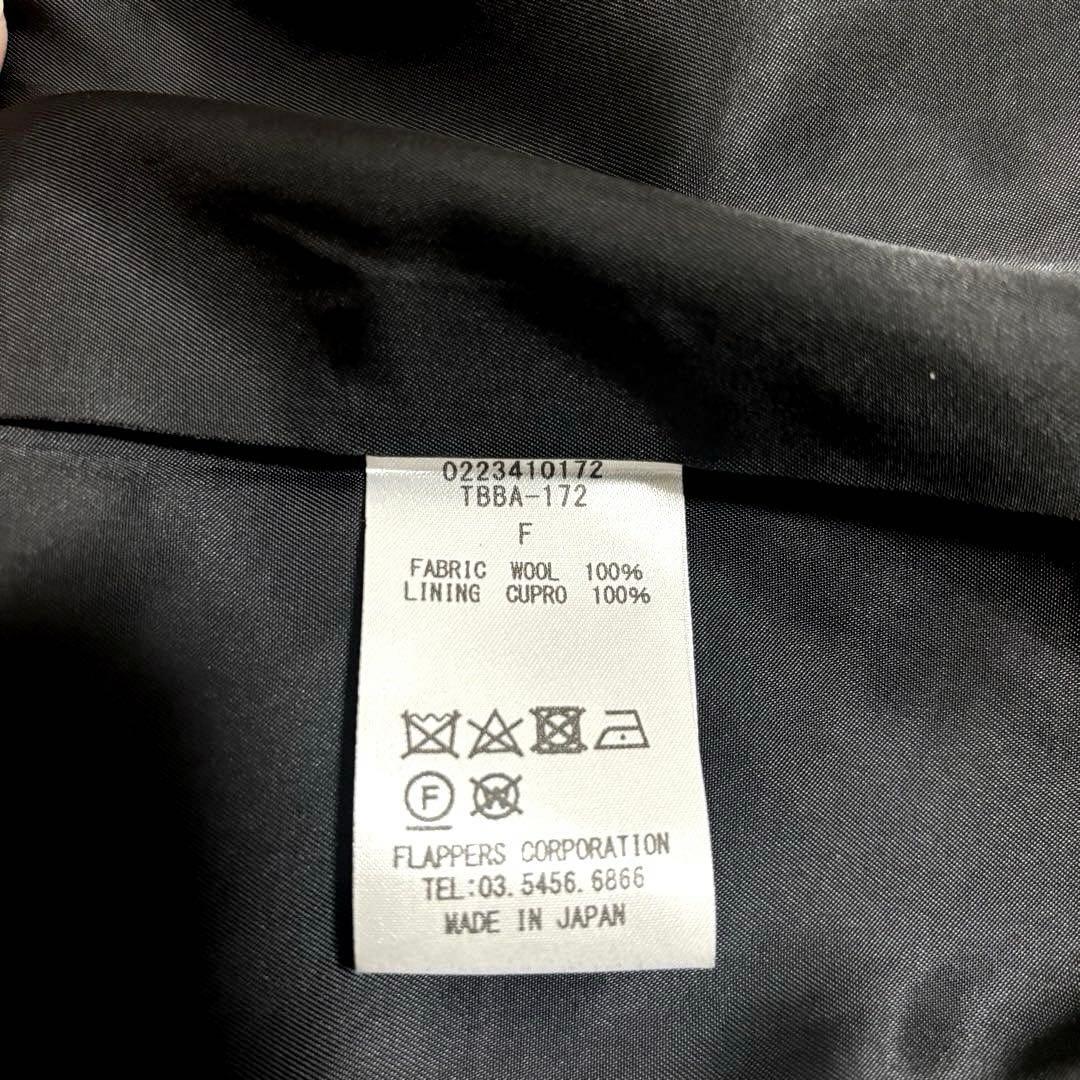 0223410172
TBBA-172
F
FABRIC WOOL 100%
LINING CUPRO 100%
F W
FLAPPERS CORPORATION
TEL:03.5456.6866
MADE IN JAPAN